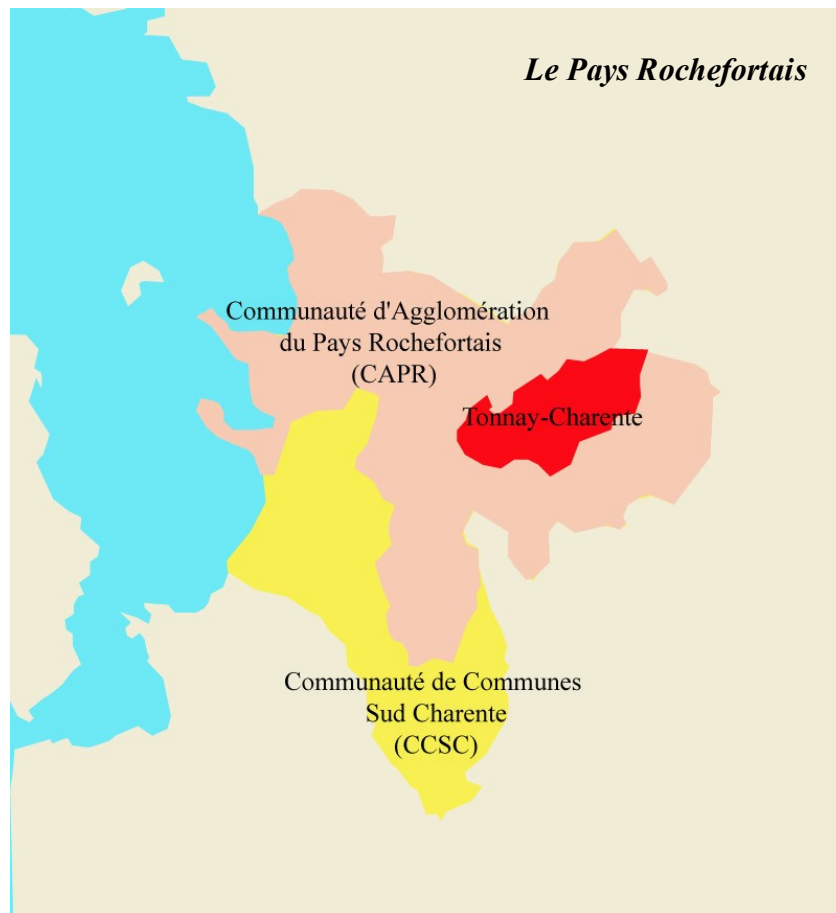 Le Pays Rochefortais
Communauté d'Agglomération
du Pays Rochefortais
(CAPR)
Tonnay-Charente
Communauté de Communes
Sud Charente
(CCSC)